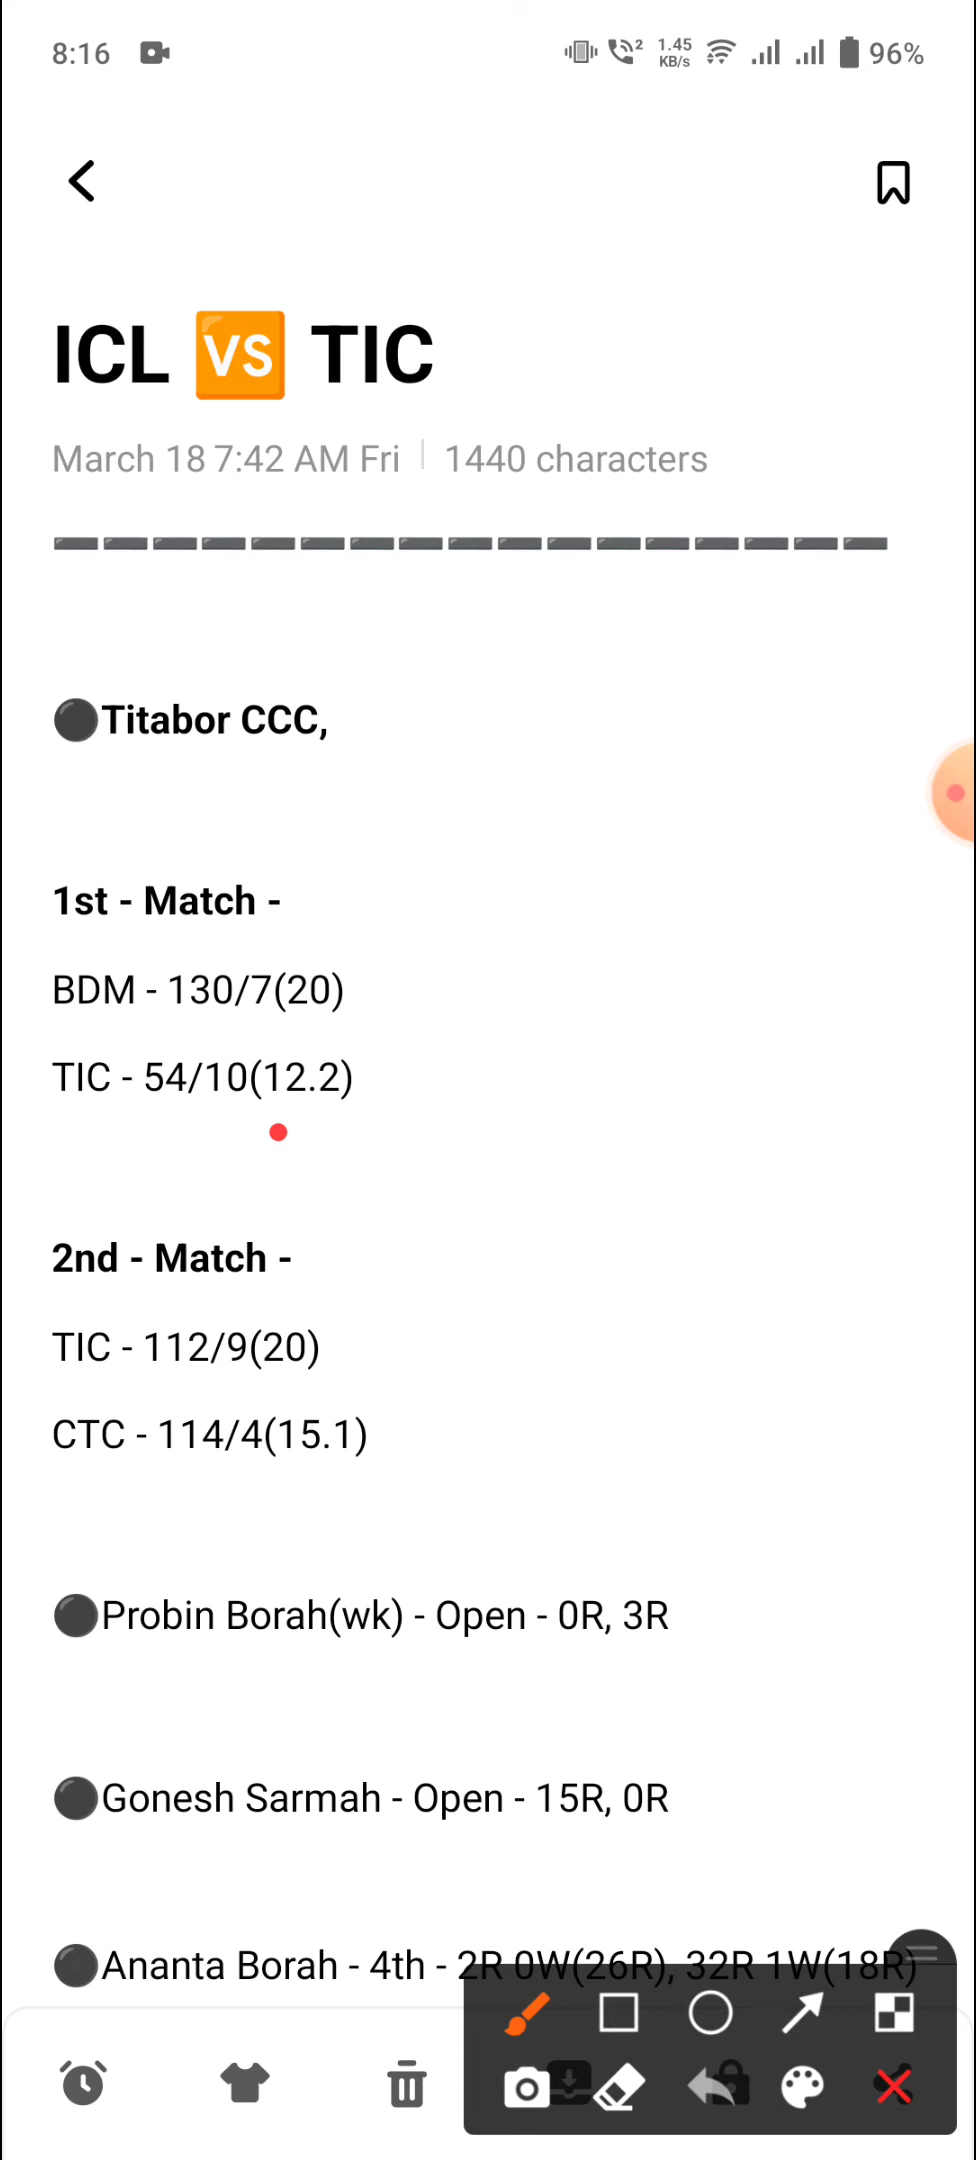 8:16
2
1.45
KB/s
96%
ICL VS TIC
March 18 7:42 AM Fri | 1440 characters
Titabor CCC,
1st - Match -
BDM - 130/7(20)
TIC - 54/10(12.2)
2nd - Match -
TIC - 112/9(20)
CTC - 114/4(15.1)
Probin Borah(wk) - Open - 0R, 3R
Gonesh Sarmah - Open - 15R, 0R
Ananta Borah - 4th - 2R 0W(26R), 32R 1W(18R)